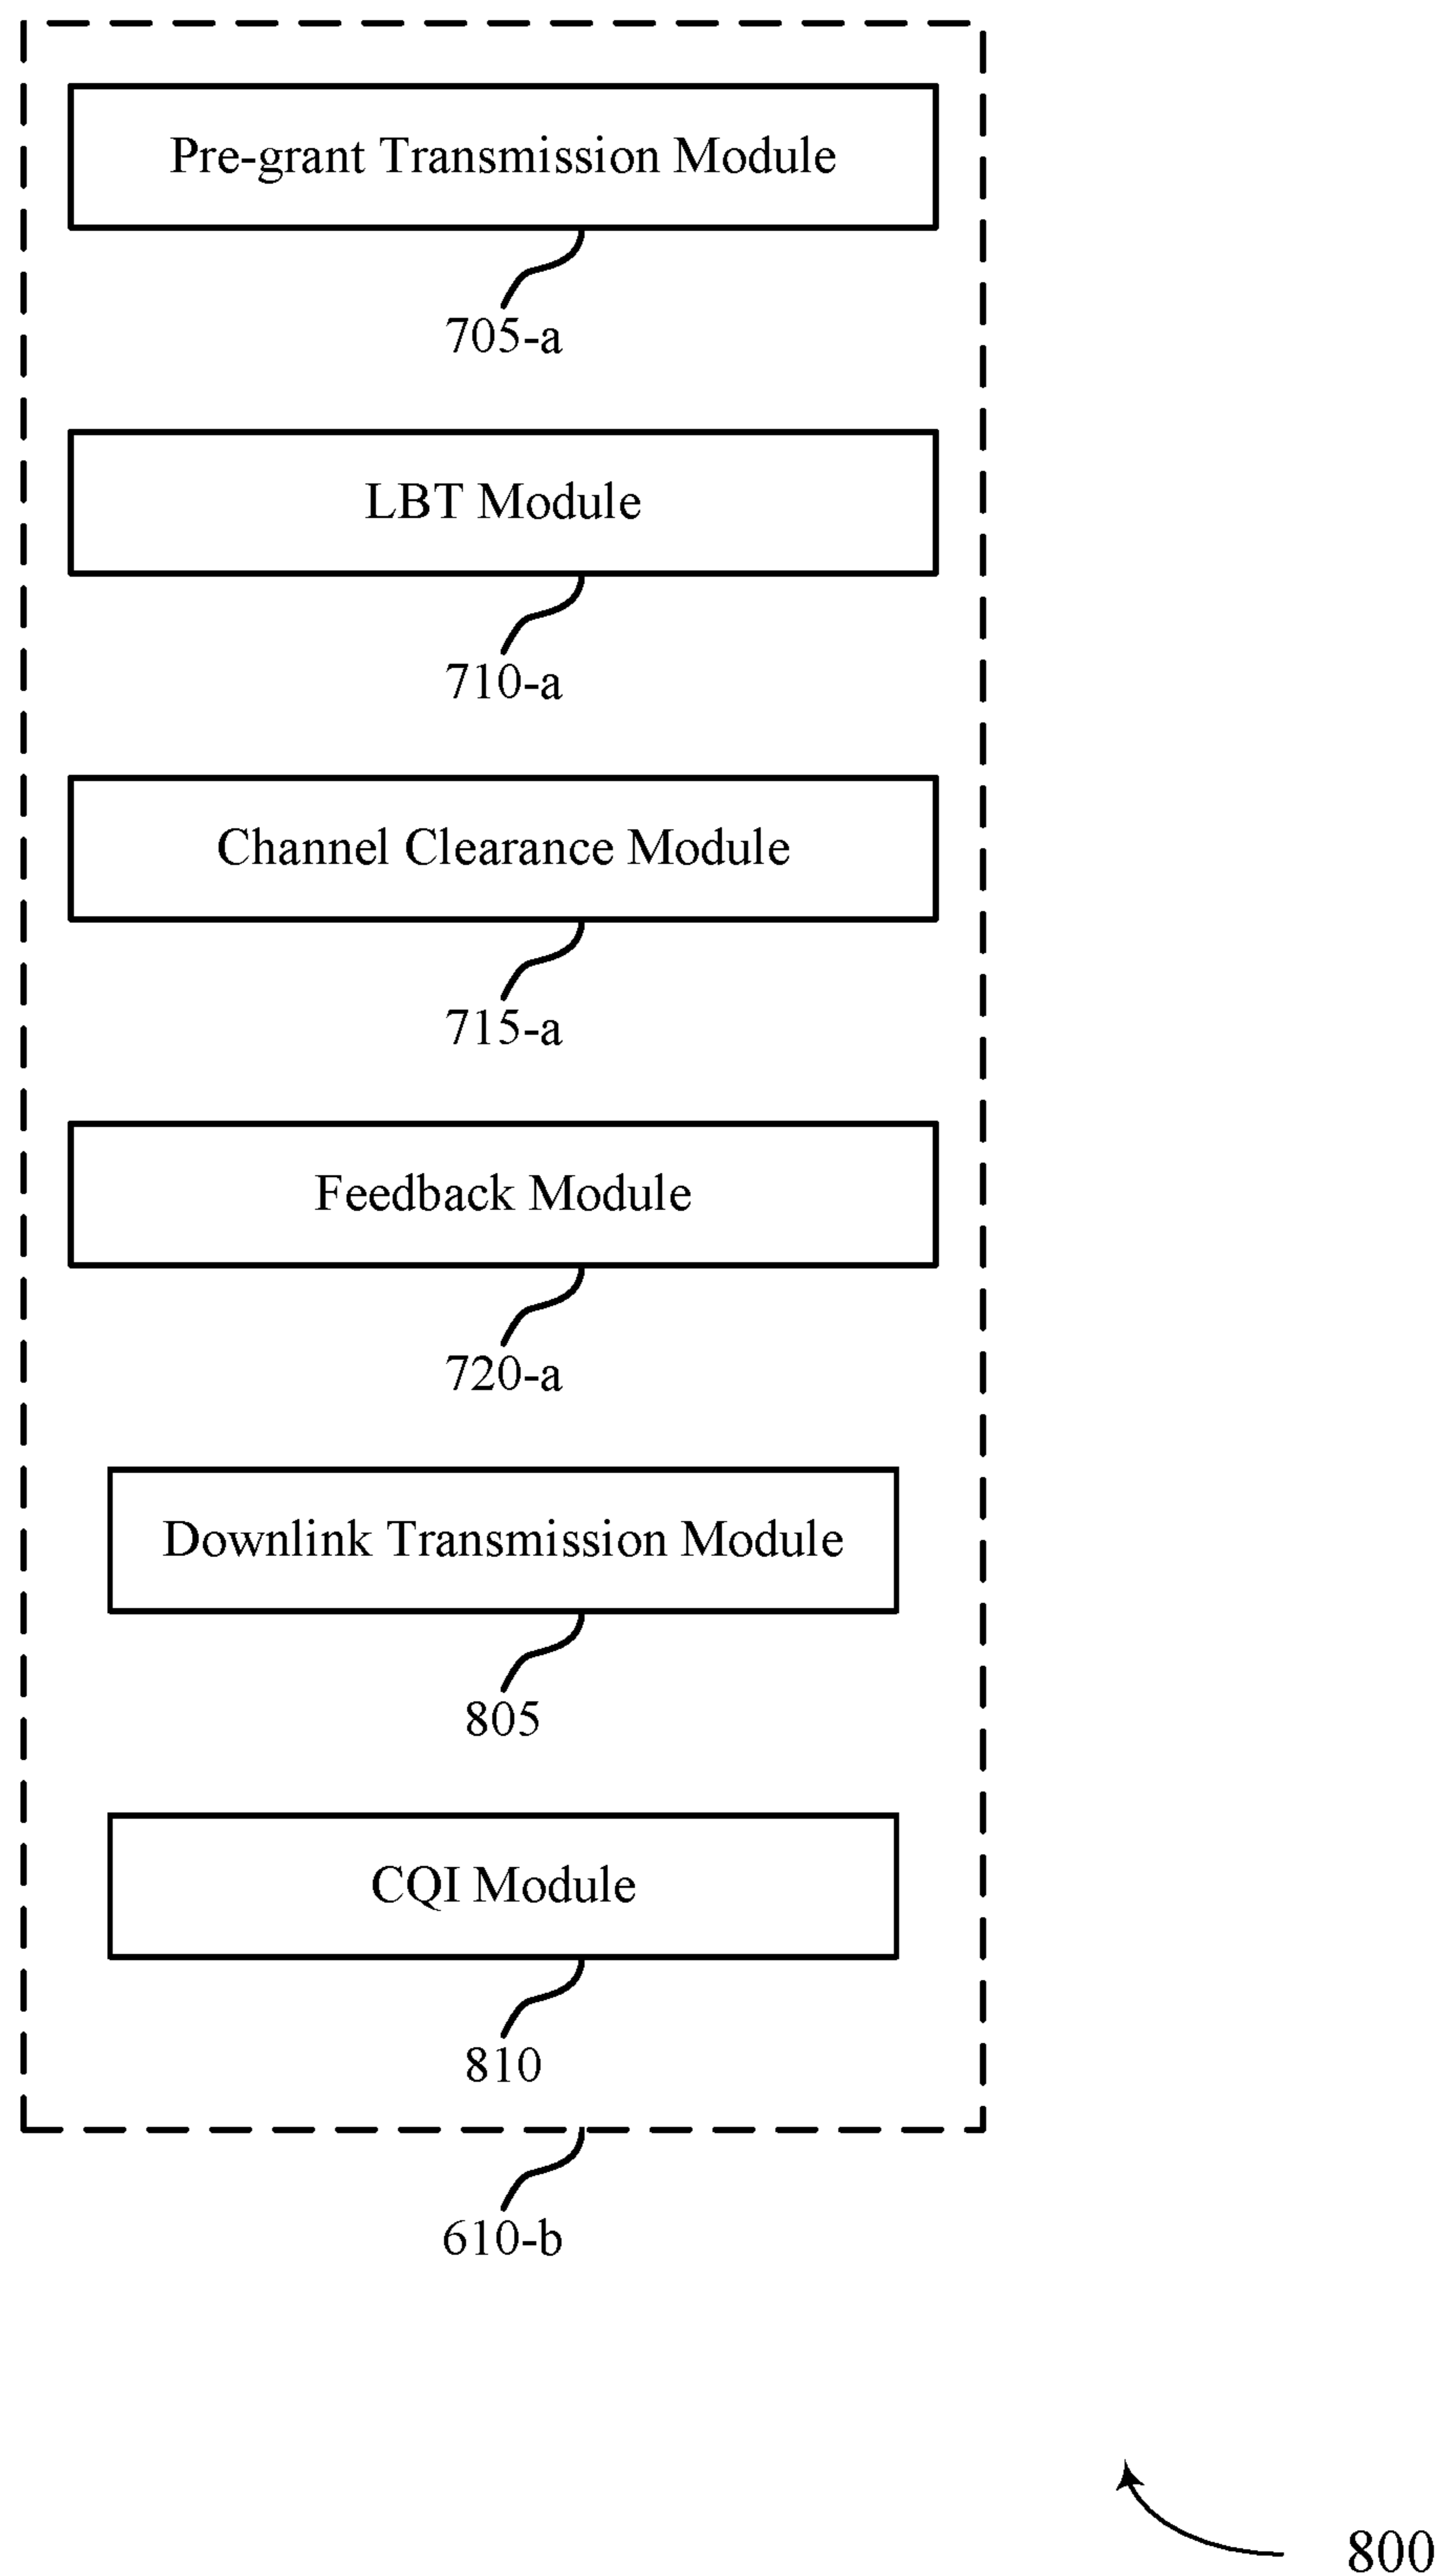 Pre-grant Transmission Module
705-a
LBT Module
710-a
Channel Clearance Module
715-a
Feedback Module
720-a
Downlink Transmission Module
805
CQI Module
810
610-b
800